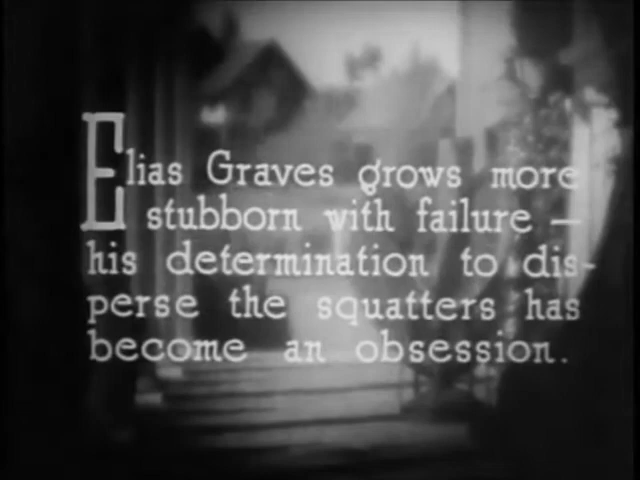 Elias Graves grows more
stubborn with failure —
his determination to dis-
perse the squatters has
become an obsession.